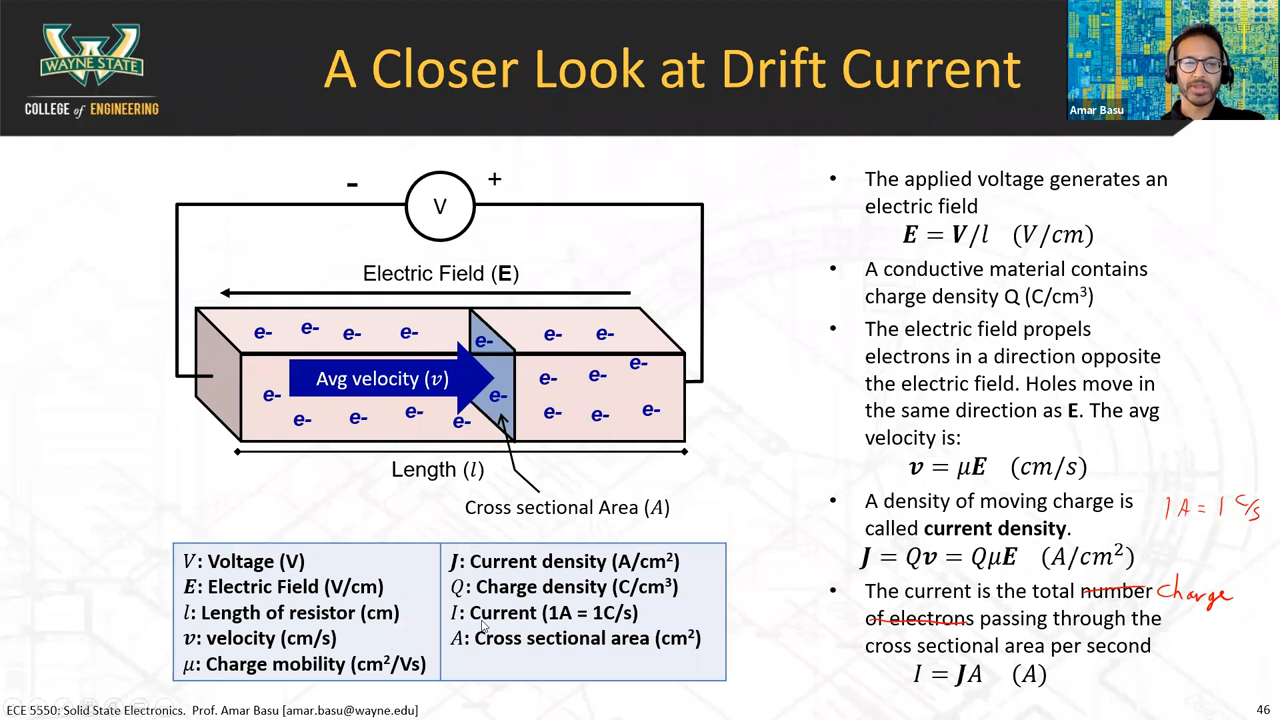 WAYNE STATE
COLLEGE of ENGINEERING
A Closer Look at Drift Current
Amar Basu
- V +
Electric Field (E)
e- e- e- e- e- e- e-
Avg velocity (v)
e- e- e- e- e-
e- e- e- e- e- e- e- e-
Length (l)
Cross sectional Area (A)
V: Voltage (V)
E: Electric Field (V/cm)
l: Length of resistor (cm)
v: velocity (cm/s)
μ: Charge mobility (cm²/Vs)
J: Current density (A/cm²)
Q: Charge density (C/cm³)
I: Current (1A = 1C/s)
A: Cross sectional area (cm²)
• The applied voltage generates an
electric field
E = V/l (V/cm)
• A conductive material contains
charge density Q (C/cm³)
• The electric field propels
electrons in a direction opposite
the electric field. Holes move in
the same direction as E. The avg
velocity is:
v = μE (cm/s)
• A density of moving charge is
called current density.
1A = 1 C/s
J = Qv = QμE (A/cm²)
• The current is the total number charge
of electrons passing through the
cross sectional area per second
I = JA (A)
ECE 5550: Solid State Electronics. Prof. Amar Basu [amar.basu@wayne.edu]
46